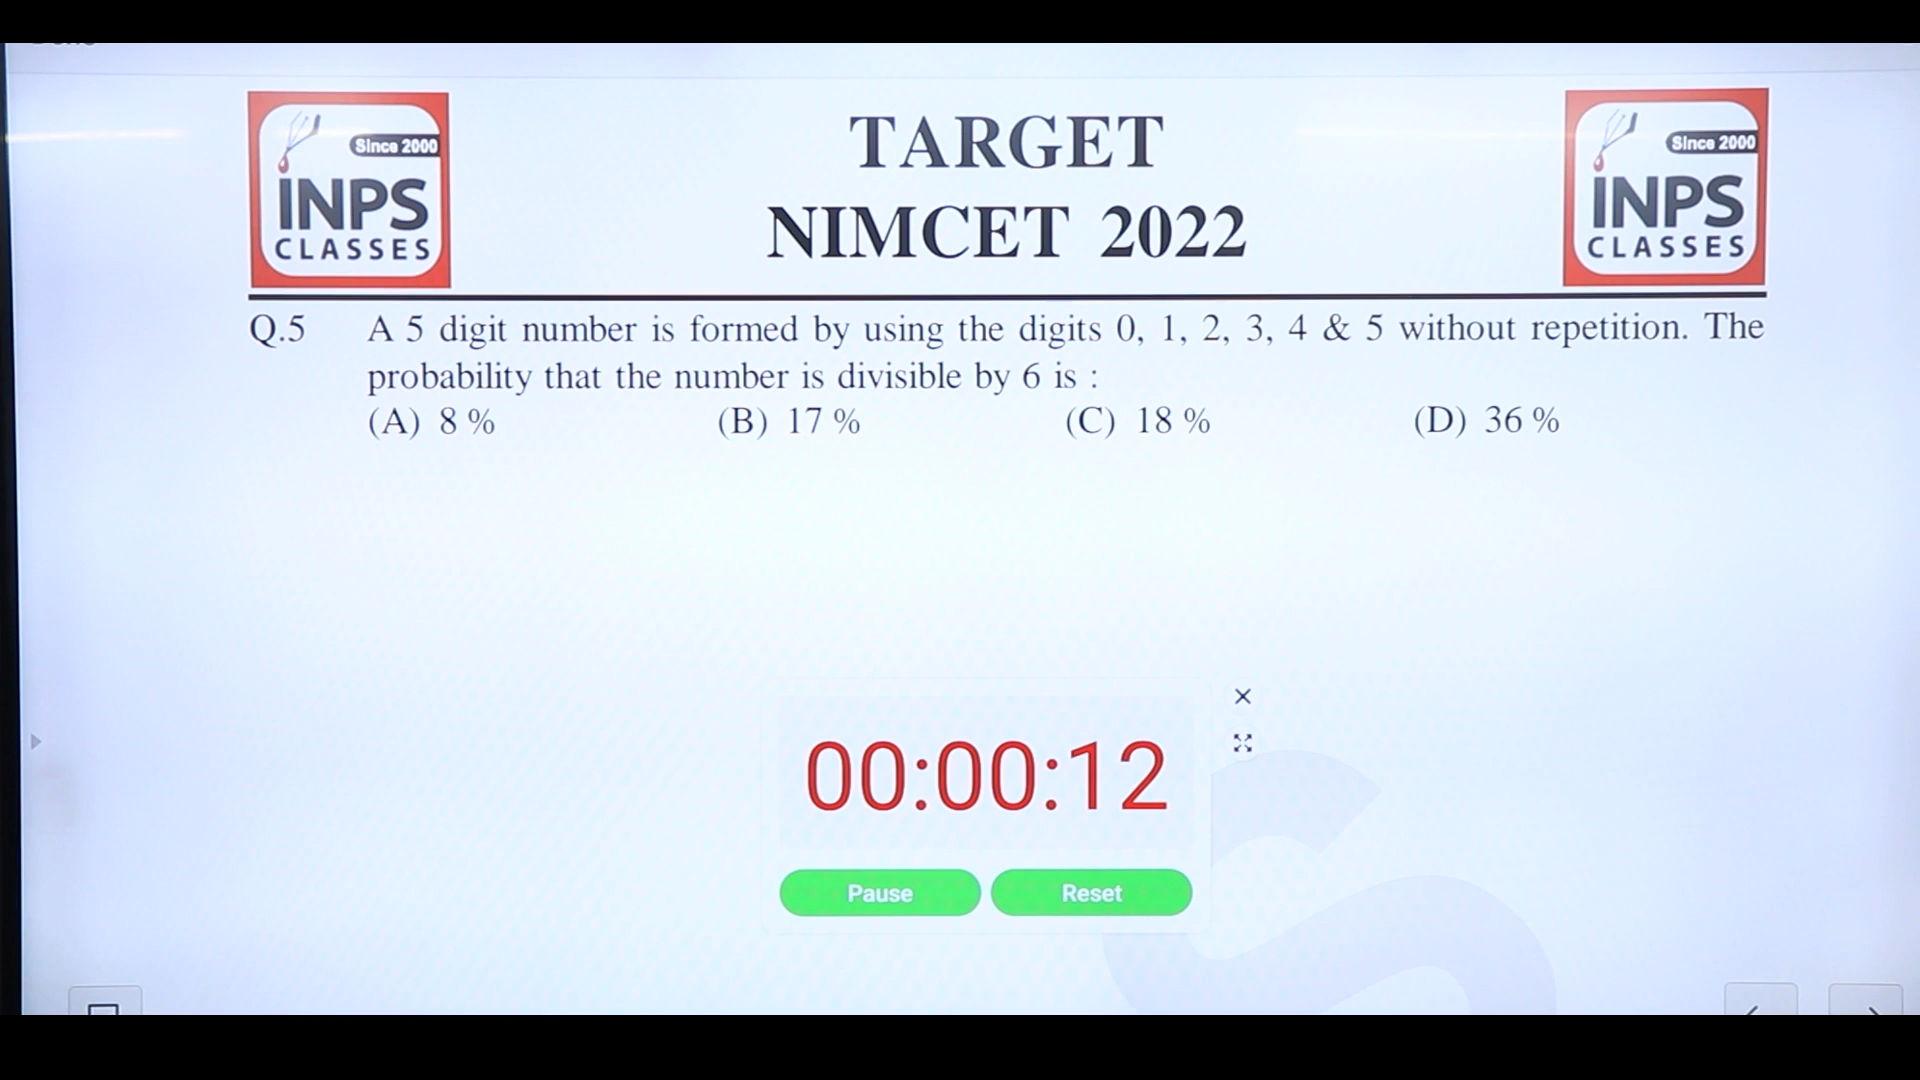 Since 2000
INPS
CLASSES
TARGET
NIMCET 2022
Since 2000
INPS
CLASSES
Q.5 A 5 digit number is formed by using the digits 0, 1, 2, 3, 4 & 5 without repetition. The
probability that the number is divisible by 6 is :
(A) 8 % (B) 17 % (C) 18 % (D) 36 %
00:00:12
Pause Reset